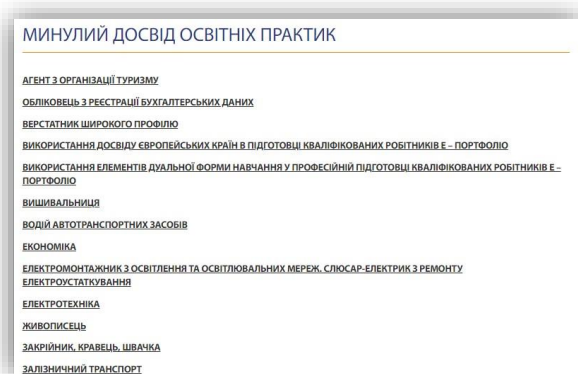 МИНУЛИЙ ДОСВІД ОСВІТНІХ ПРАКТИК
АГЕНТ З ОРГАНІЗАЦІЇ ТУРИЗМУ
ОБЛІКОВЕЦЬ З РЕЄСТРАЦІЇ БУХГАЛТЕРСЬКИХ ДАНИХ
ВЕРСТАТНИК ШИРОКОГО ПРОФІЛЮ
ВИКОРИСТАННЯ ДОСВІДУ ЄВРОПЕЙСЬКИХ КРАЇН В ПІДГОТОВЦІ КВАЛІФІКОВАНИХ РОБІТНИКІВ Е – ПОРТФОЛІО
ВИКОРИСТАННЯ ЕЛЕМЕНТІВ ДУАЛЬНОЇ ФОРМИ НАВЧАННЯ У ПРОФЕСІЙНІЙ ПІДГОТОВЦІ КВАЛІФІКОВАНИХ РОБІТНИКІВ Е –
ПОРТФОЛІО
ВИШИВАЛЬНИЦЯ
ВОДІЙ АВТОТРАНСПОРТНИХ ЗАСОБІВ
ЕКОНОМІКА
ЕЛЕКТРОМОНТАЖНИК З ОСВІТЛЕННЯ ТА ОСВІТЛЮВАЛЬНИХ МЕРЕЖ. СЛЮСАР-ЕЛЕКТРИК З РЕМОНТУ
ЕЛЕКТРОУСТАТКУВАННЯ
ЕЛЕКТРОТЕХНІКА
ЖИВОПИСЕЦЬ
ЗАКРІЙНИК, КРАВЕЦЬ, ШВАЧКА
ЗАЛІЗНИЧНИЙ ТРАНСПОРТ